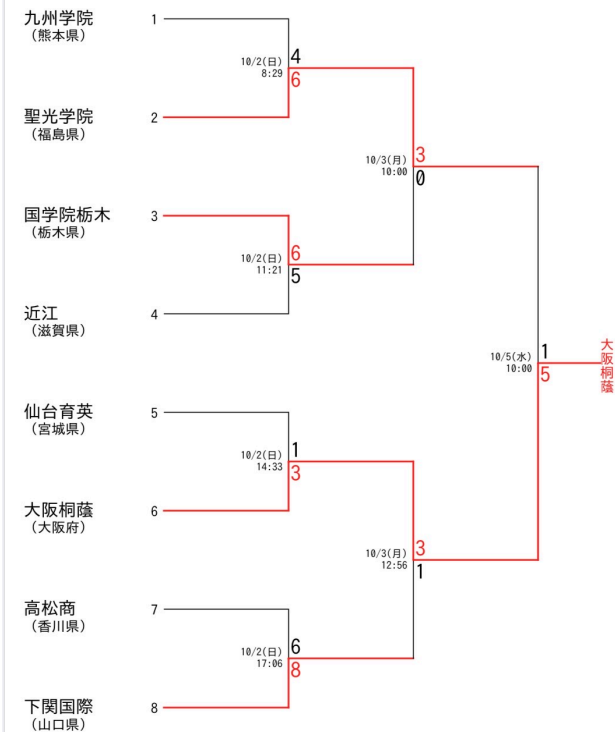 九州学院
（熊本県）
1
10/2(日)
8:29
4
6
聖光学院
（福島県）
2
10/3(月)
10:00
3
0
国学院栃木
（栃木県）
3
10/2(日)
11:21
6
5
近江
（滋賀県）
4
10/5(水)
10:00
1
5
大阪桐蔭
仙台育英
（宮城県）
5
10/2(日)
14:33
1
3
大阪桐蔭
（大阪府）
6
10/3(月)
12:56
3
1
高松商
（香川県）
7
10/2(日)
17:06
6
8
下関国際
（山口県）
8